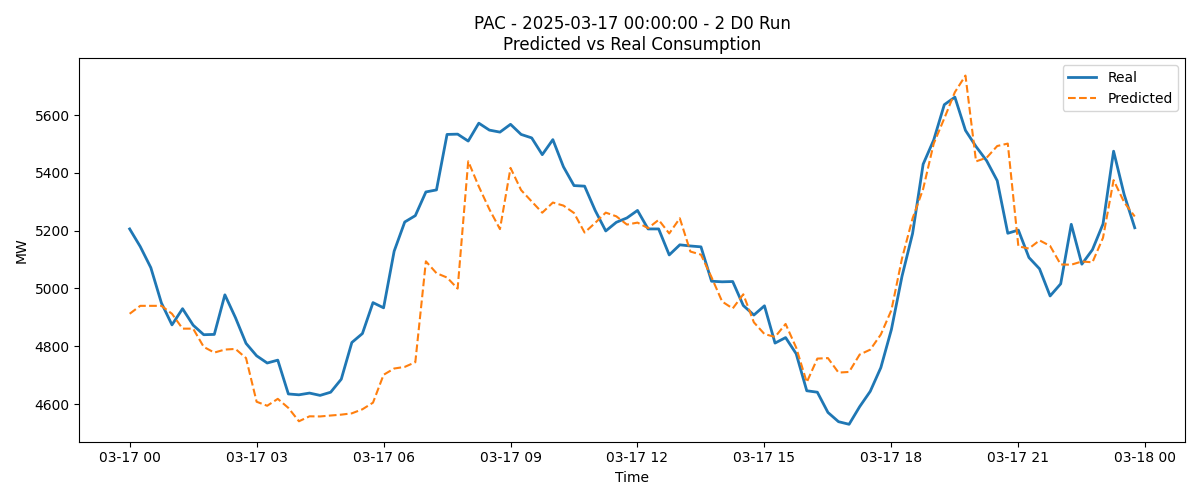 PAC - 2025-03-17 00:00:00 - 2 D0 Run
Predicted vs Real Consumption
Real
Predicted
5600
5400
5200
5000
4800
4600
MW
03-17 00
03-17 03
03-17 06
03-17 09
03-17 12
03-17 15
03-17 18
03-17 21
03-18 00
Time